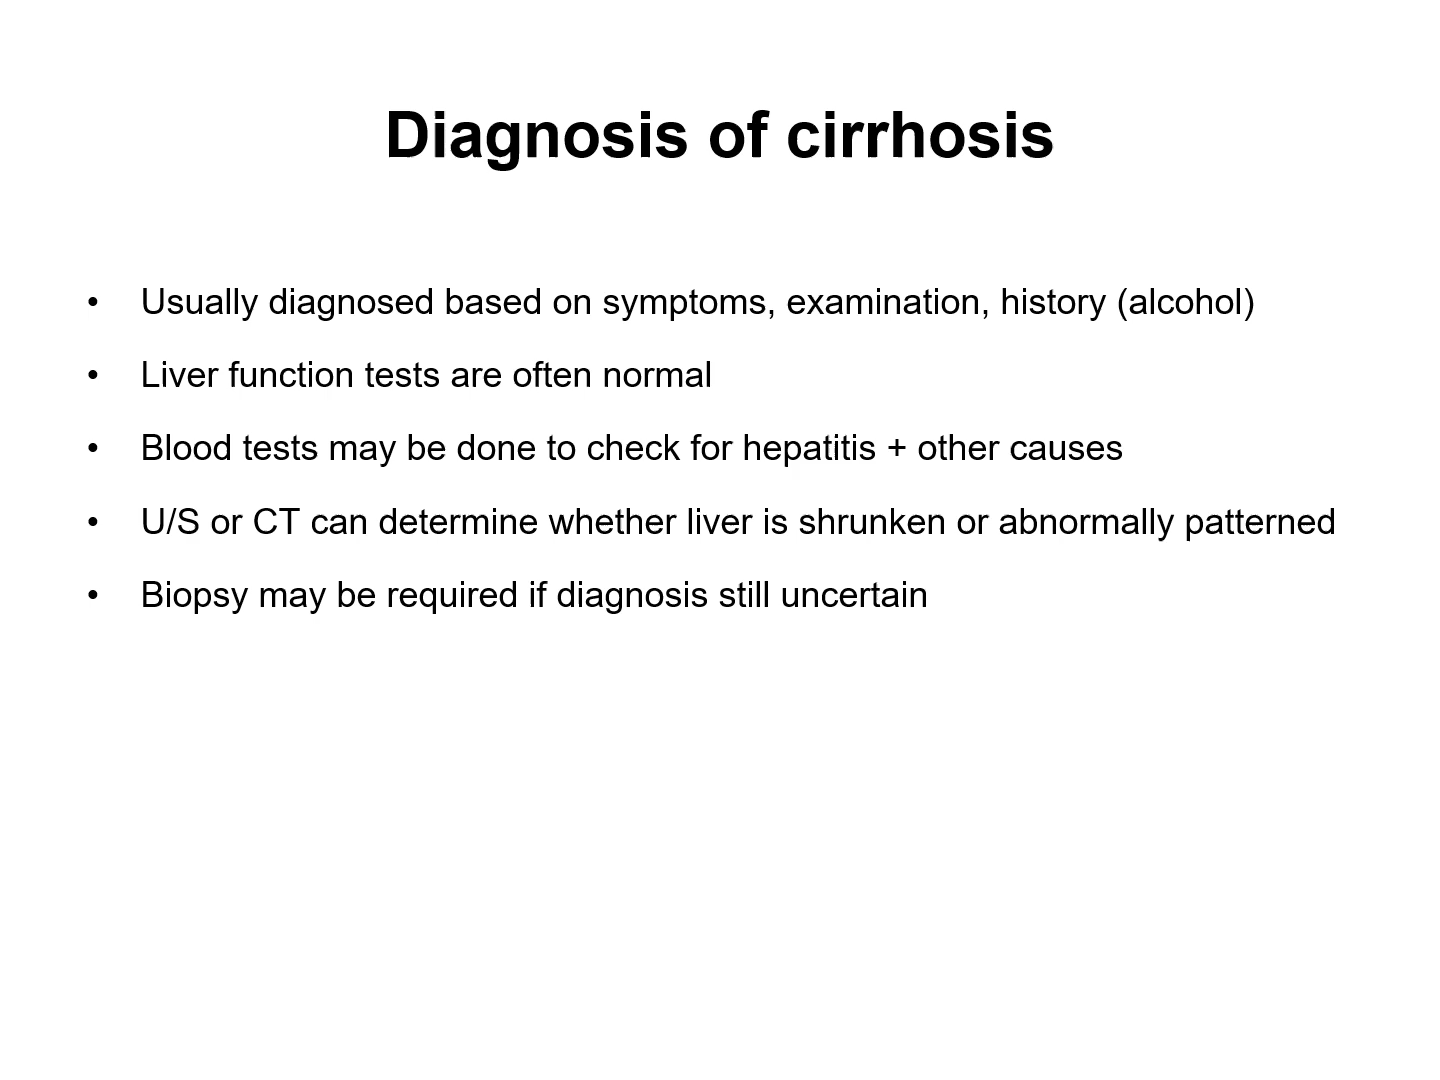 Diagnosis of cirrhosis
• Usually diagnosed based on symptoms, examination, history (alcohol)
• Liver function tests are often normal
• Blood tests may be done to check for hepatitis + other causes
• U/S or CT can determine whether liver is shrunken or abnormally patterned
• Biopsy may be required if diagnosis still uncertain